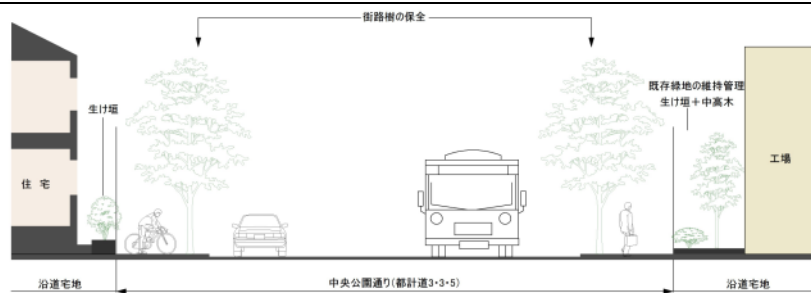 街路樹の保全
生け垣
既存緑地の維持管理
生け垣+中高木
住宅
工場
沿道宅地
中央公園通り(都計道3・3・5)
沿道宅地